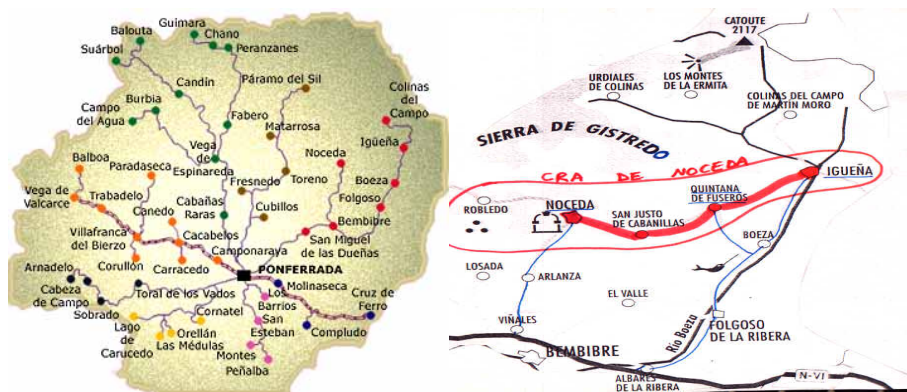 Guimara
Balouta
Chano
Peranzanes
Suárbol
Candín
Páramo del Sil
Colinas
del
Campo
Campo
del Agua
Burbia
Fabero
Matarrosa
Igüeña
Vega
de
Espinareda
Noceda
Balboa
Paradaseca
Toreno
Boeza
Fresnedo
Folgoso
Vega de
Valcarce
Trabadelo
Canedo
Cabañas
Raras
Cubillos
Bembibre
Villafranca
del Bierzo
Cacabelos
Camponaraya
San Miguel
de las Dueñas
Corullón
Carracedo
PONFERRADA
Arnadelo
Molinaseca
Cabeza
de Campo
Toral de los Vados
Los
Barrios
Cruz de
Ferro
Sobrado
Cornatel
San
Esteban
Compludo
Lago
de
Carucedo
Orellán
Las Médulas
Montes
Peñalba
CATOUTE
2117
URDIALES
DE COLINAS
LOS MONTES
DE LA ERMITA
COLINAS DEL CAMPO
DE MARTÍN MORO
SIERRA DE GISTREDO
CRA DE NOCEDA
IGUEÑA
QUINTANA
DE FUSEROS
ROBLEDO
NOCEDA
SAN JUSTO
DE CABANILLAS
BOEZA
LOSADA
ARLANZA
EL VALLE
VIÑALES
FOLGOSO
DE LA RIBERA
Río Boeza
BEMBIBRE
ALBARES
DE LA RIBERA
N-VI